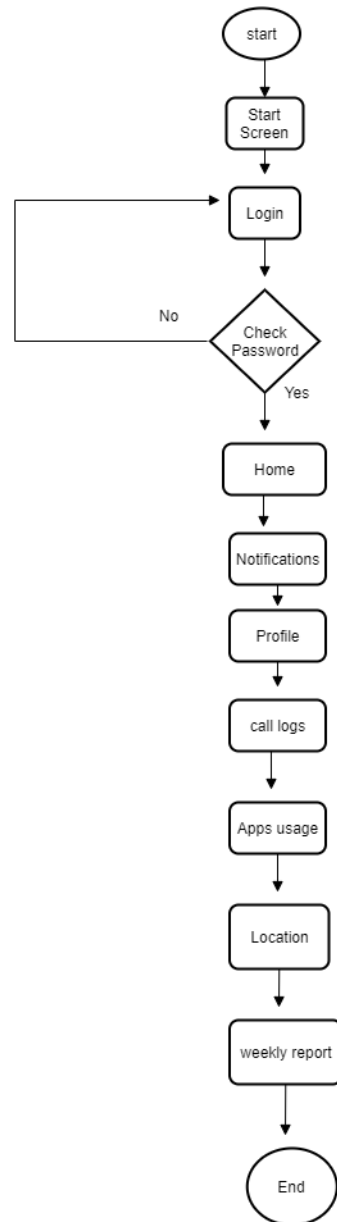 start
Start
Screen
Login
No
Check
Password
Yes
Home
Notifications
Profile
call logs
Apps usage
Location
weekly report
End